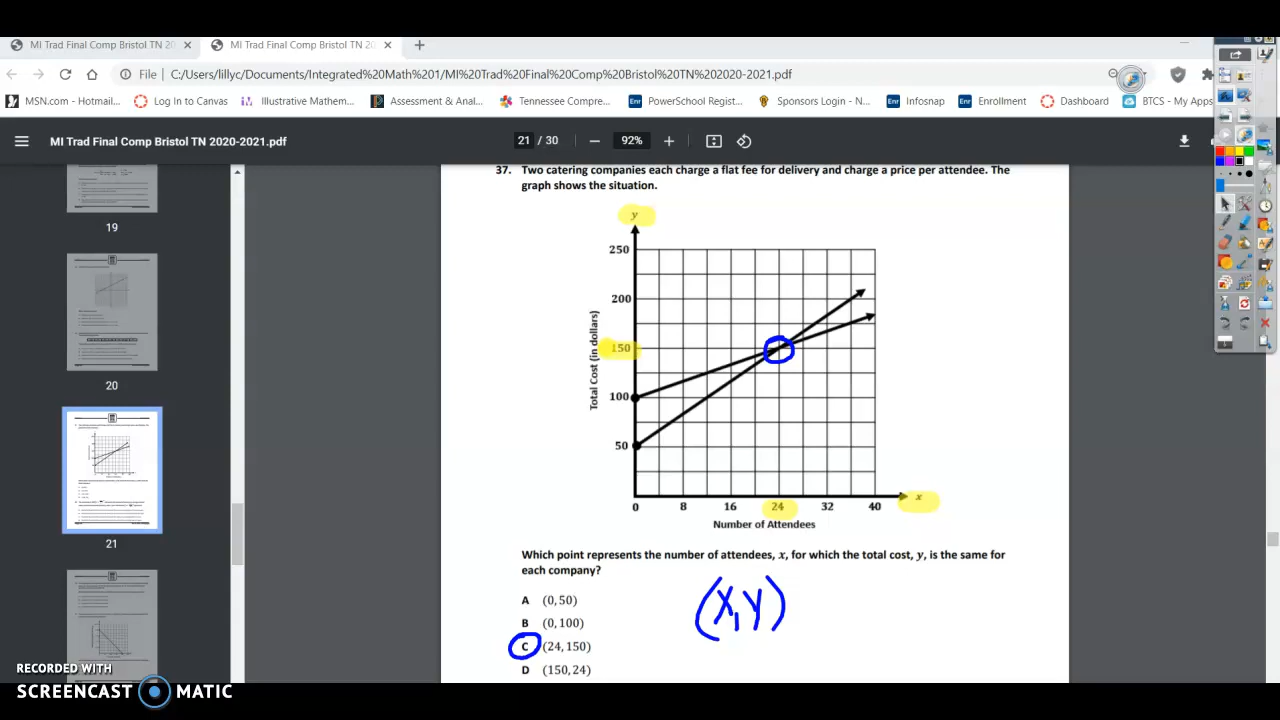 MI Trad Final Comp Bristol TN 20
MI Trad Final Comp Bristol TN 20
File
C:/Users/lillyc/Documents/Integrated%20Math%201/MI%20Trad%20Final%20Comp%20Bristol%20TN%202020-2021.pdf
MSN.com - Hotmail... Log In to Canvas Illustrative Mathem... Assessment & Anal... Tennessee Compre... PowerSchool Regist... Sponsors Login - N... Infosnap Enrollment Dashboard BTCS - My Apps
MI Trad Final Comp Bristol TN 2020-2021.pdf
21 / 30
92%
19
20
21
37. Two catering companies each charge a flat fee for delivery and charge a price per attendee. The
graph shows the situation.
y
250
200
150
100
50
Total Cost (in dollars)
0 8 16 24 32 40
x
Number of Attendees
Which point represents the number of attendees, x, for which the total cost, y, is the same for
each company?
A (0, 50)
B (0, 100)
C (24, 150)
D (150, 24)
(X,Y)
RECORDED WITH
SCREENCAST MATIC